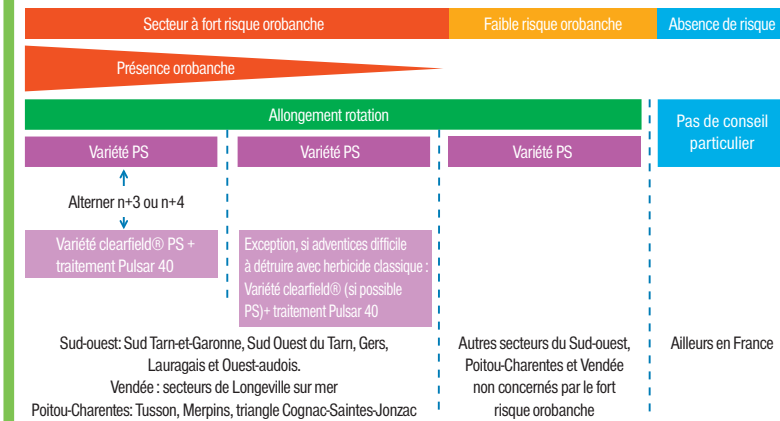 Secteur à fort risque orobanche
Faible risque orobanche
Absence de risque
Présence orobanche
Allongement rotation
Pas de conseil
particulier
Variété PS
Variété PS
Variété PS
Alterner n+3 ou n+4
Variété clearfield® PS +
traitement Pulsar 40
Exception, si adventices difficile
à détruire avec herbicide classique :
Variété clearfield® (si possible
PS)+ traitement Pulsar 40
Sud-ouest: Sud Tarn-et-Garonne, Sud Ouest du Tarn, Gers,
Lauragais et Ouest-audois.
Vendée : secteurs de Longeville sur mer
Poitou-Charentes: Tusson, Merpins, triangle Cognac-Saintes-Jonzac
Autres secteurs du Sud-ouest,
Poitou-Charentes et Vendée
non concernés par le fort
risque orobanche
Ailleurs en France